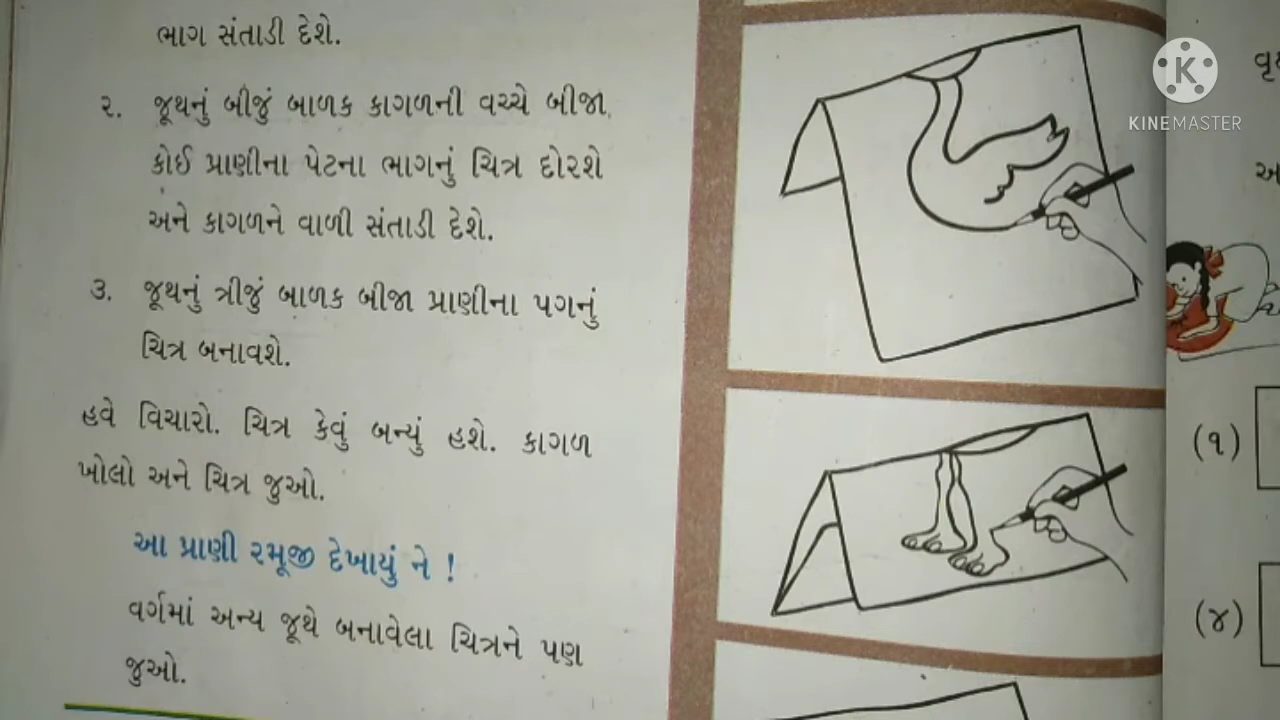 ભાગ સંતાડી દેશે.
૨. જૂથનું બીજું બાળક કાગળની વચ્ચે બીજા
કોઈ પ્રાણીના પેટના ભાગનું ચિત્ર દોરશે
અને કાગળને વાળી સંતાડી દેશે.
૩. જૂથનું ત્રીજું બાળક બીજા પ્રાણીના પગનું
ચિત્ર બનાવશે.
હવે વિચારો. ચિત્ર કેવું બન્યું હશે. કાગળ
ખોલો અને ચિત્ર જુઓ.
આ પ્રાણી રમૂજી દેખાયું ને !
વર્ગમાં અન્ય જૂથે બનાવેલા ચિત્રને પણ
જુઓ.
K
KINEMASTER
(૧)
(૪)